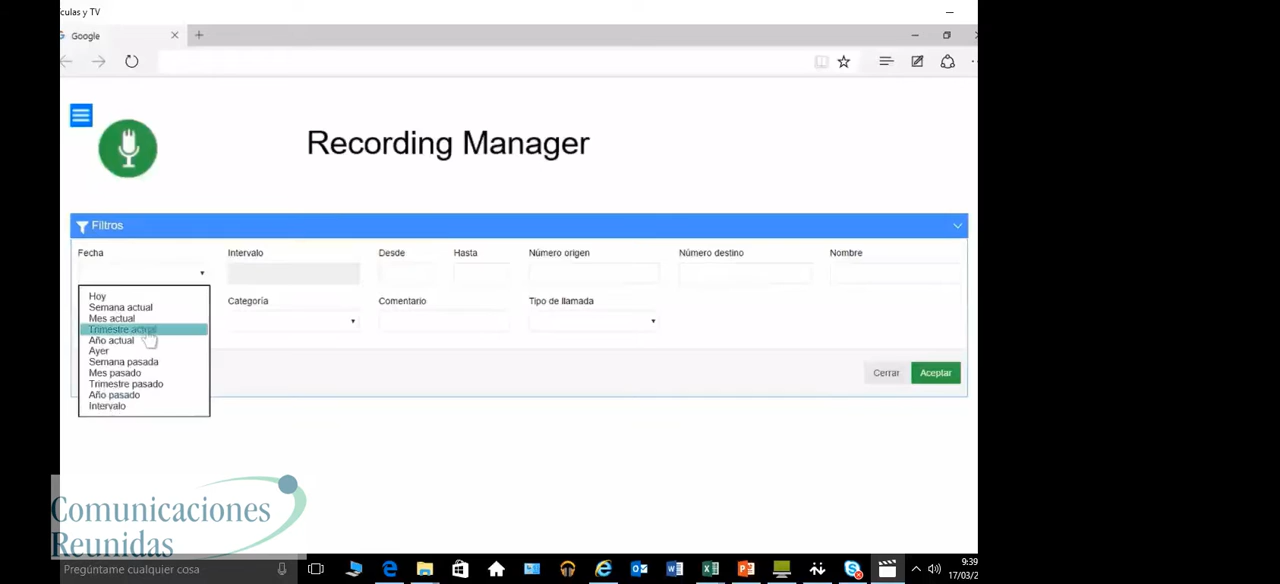 culas y TV
Google
Recording Manager
Filtros
Fecha
Intervalo
Desde
Hasta
Número origen
Número destino
Nombre
Hoy
Semana actual
Mes actual
Trimestre actual
Año actual
Ayer
Semana pasada
Mes pasado
Trimestre pasado
Año pasado
Intervalo
Categoría
Comentario
Tipo de llamada
Cerrar
Aceptar
Comunicaciones
Reunidas
Pregúntame cualquier cosa
9:39
17/03/2